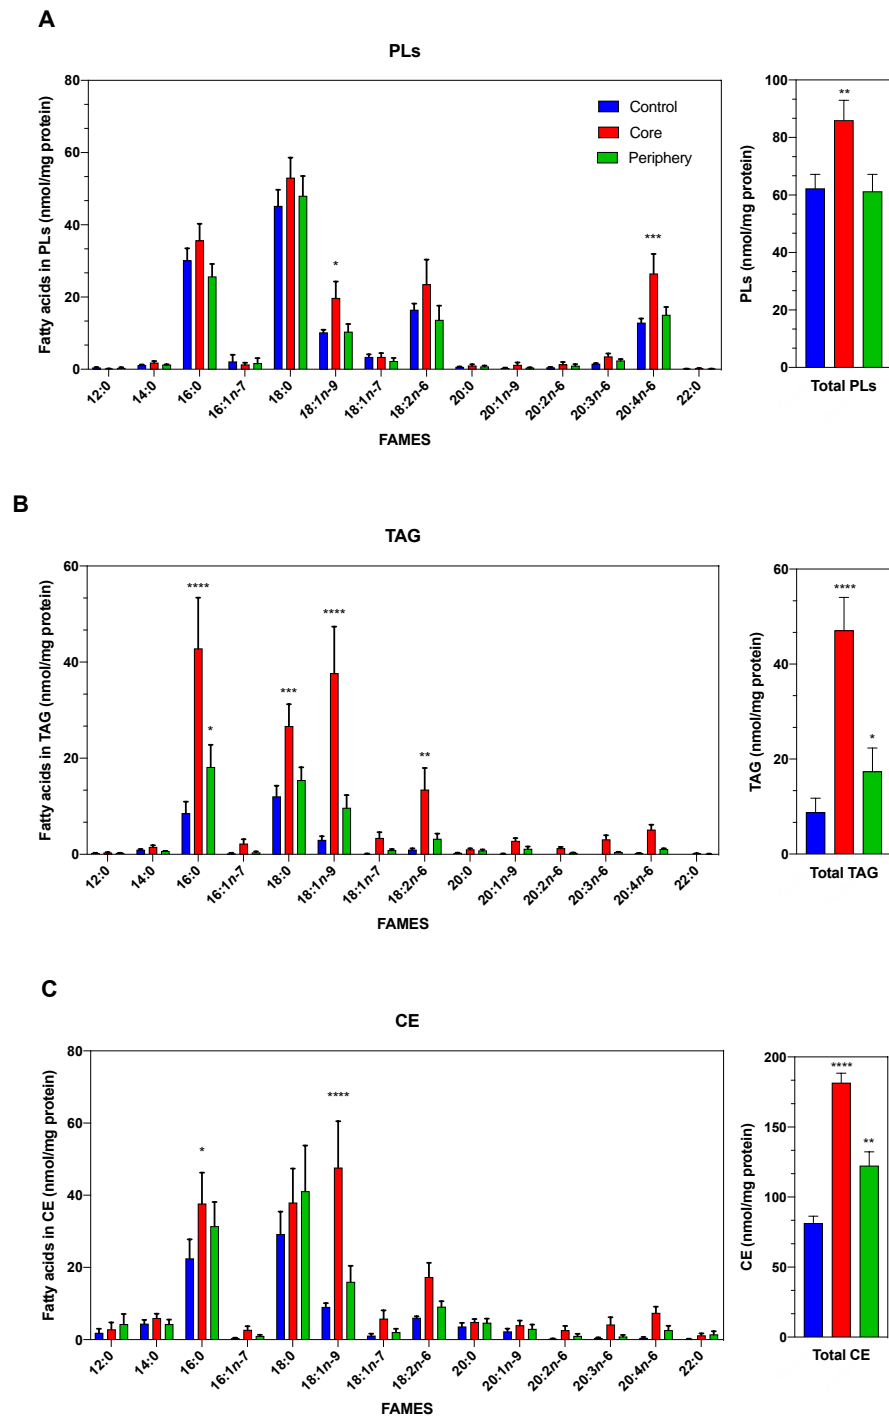 A
PLs
Fatty acids in PLs (nmol/mg protein)
80
60
40
20
0
Control
Core
Periphery
*
***
12:0
14:0
16:0
16:1n-7
18:0
18:1n-9
18:1n-7
18:2n-6
20:0
20:1n-9
20:2n-6
20:3n-6
20:4n-6
22:0
FAMES
PLs (nmol/mg protein)
100
80
60
40
20
0
**
Total PLs
B
TAG
Fatty acids in TAG (nmol/mg protein)
60
40
20
0
****
*
***
****
**
12:0
14:0
16:0
16:1n-7
18:0
18:1n-9
18:1n-7
18:2n-6
20:0
20:1n-9
20:2n-6
20:3n-6
20:4n-6
22:0
FAMES
TAG (nmol/mg protein)
60
40
20
0
****
*
Total TAG
C
CE
Fatty acids in CE (nmol/mg protein)
80
60
40
20
0
*
****
12:0
14:0
16:0
16:1n-7
18:0
18:1n-9
18:1n-7
18:2n-6
20:0
20:1n-9
20:2n-6
20:3n-6
20:4n-6
22:0
FAMES
CE (nmol/mg protein)
200
150
100
50
0
****
**
Total CE